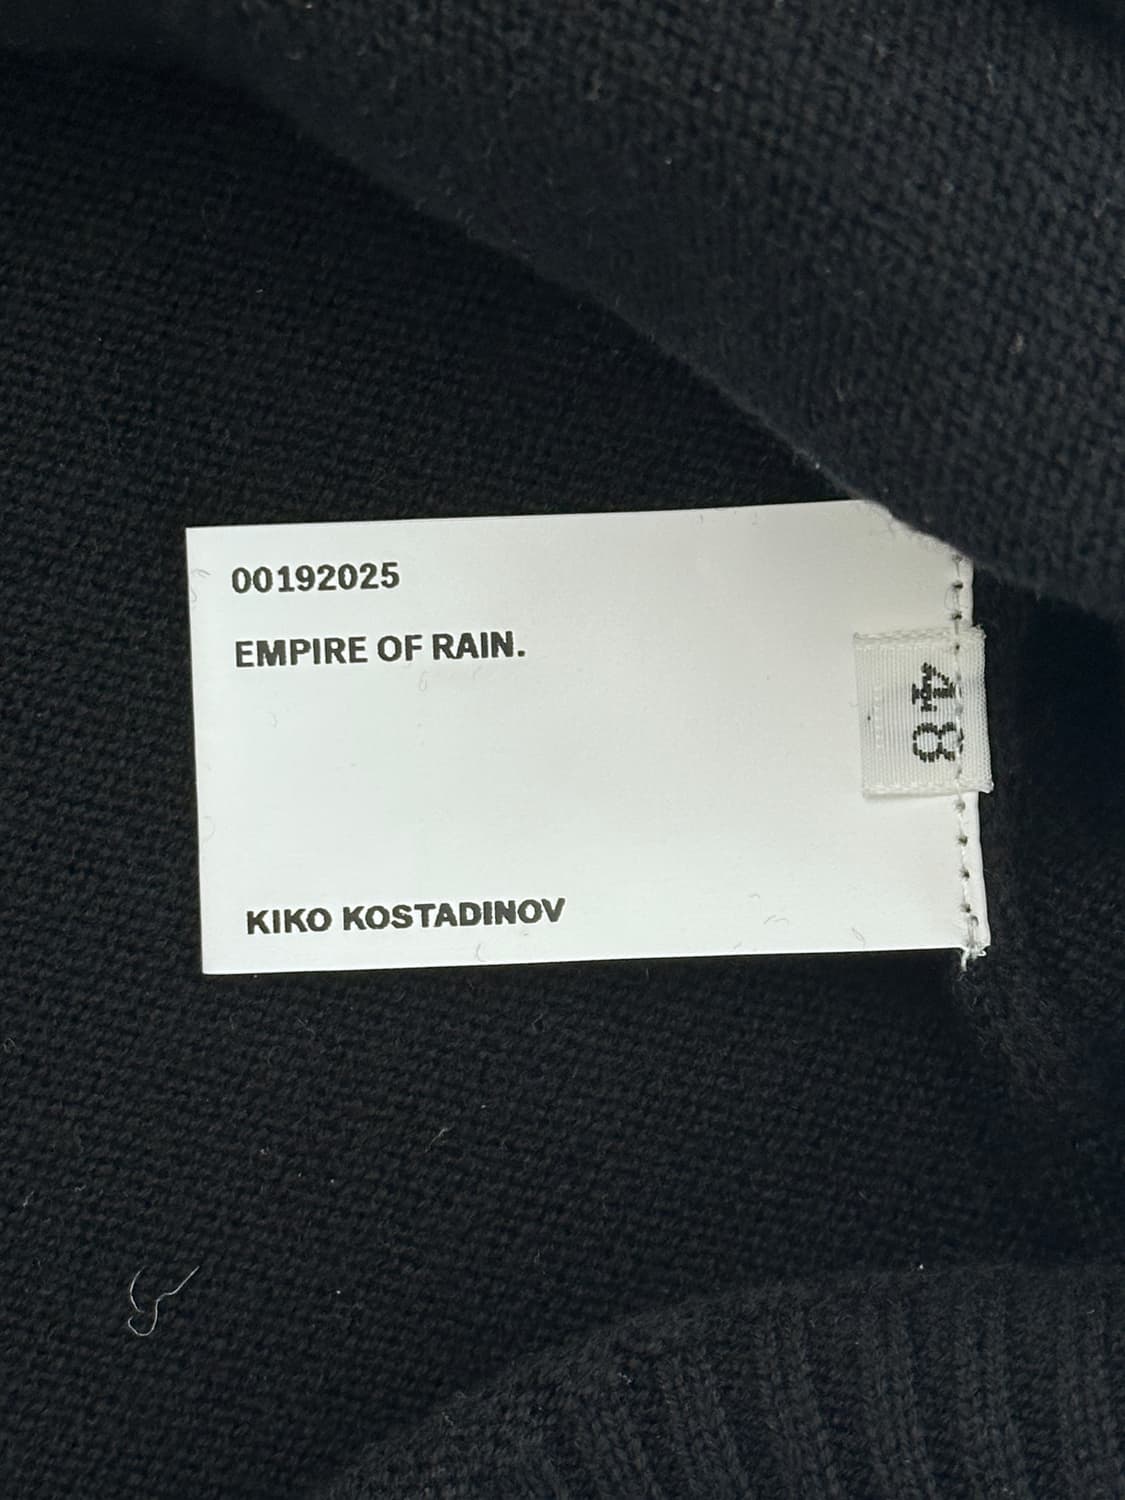 00192025
EMPIRE OF RAIN.
48
KIKO KOSTADINOV